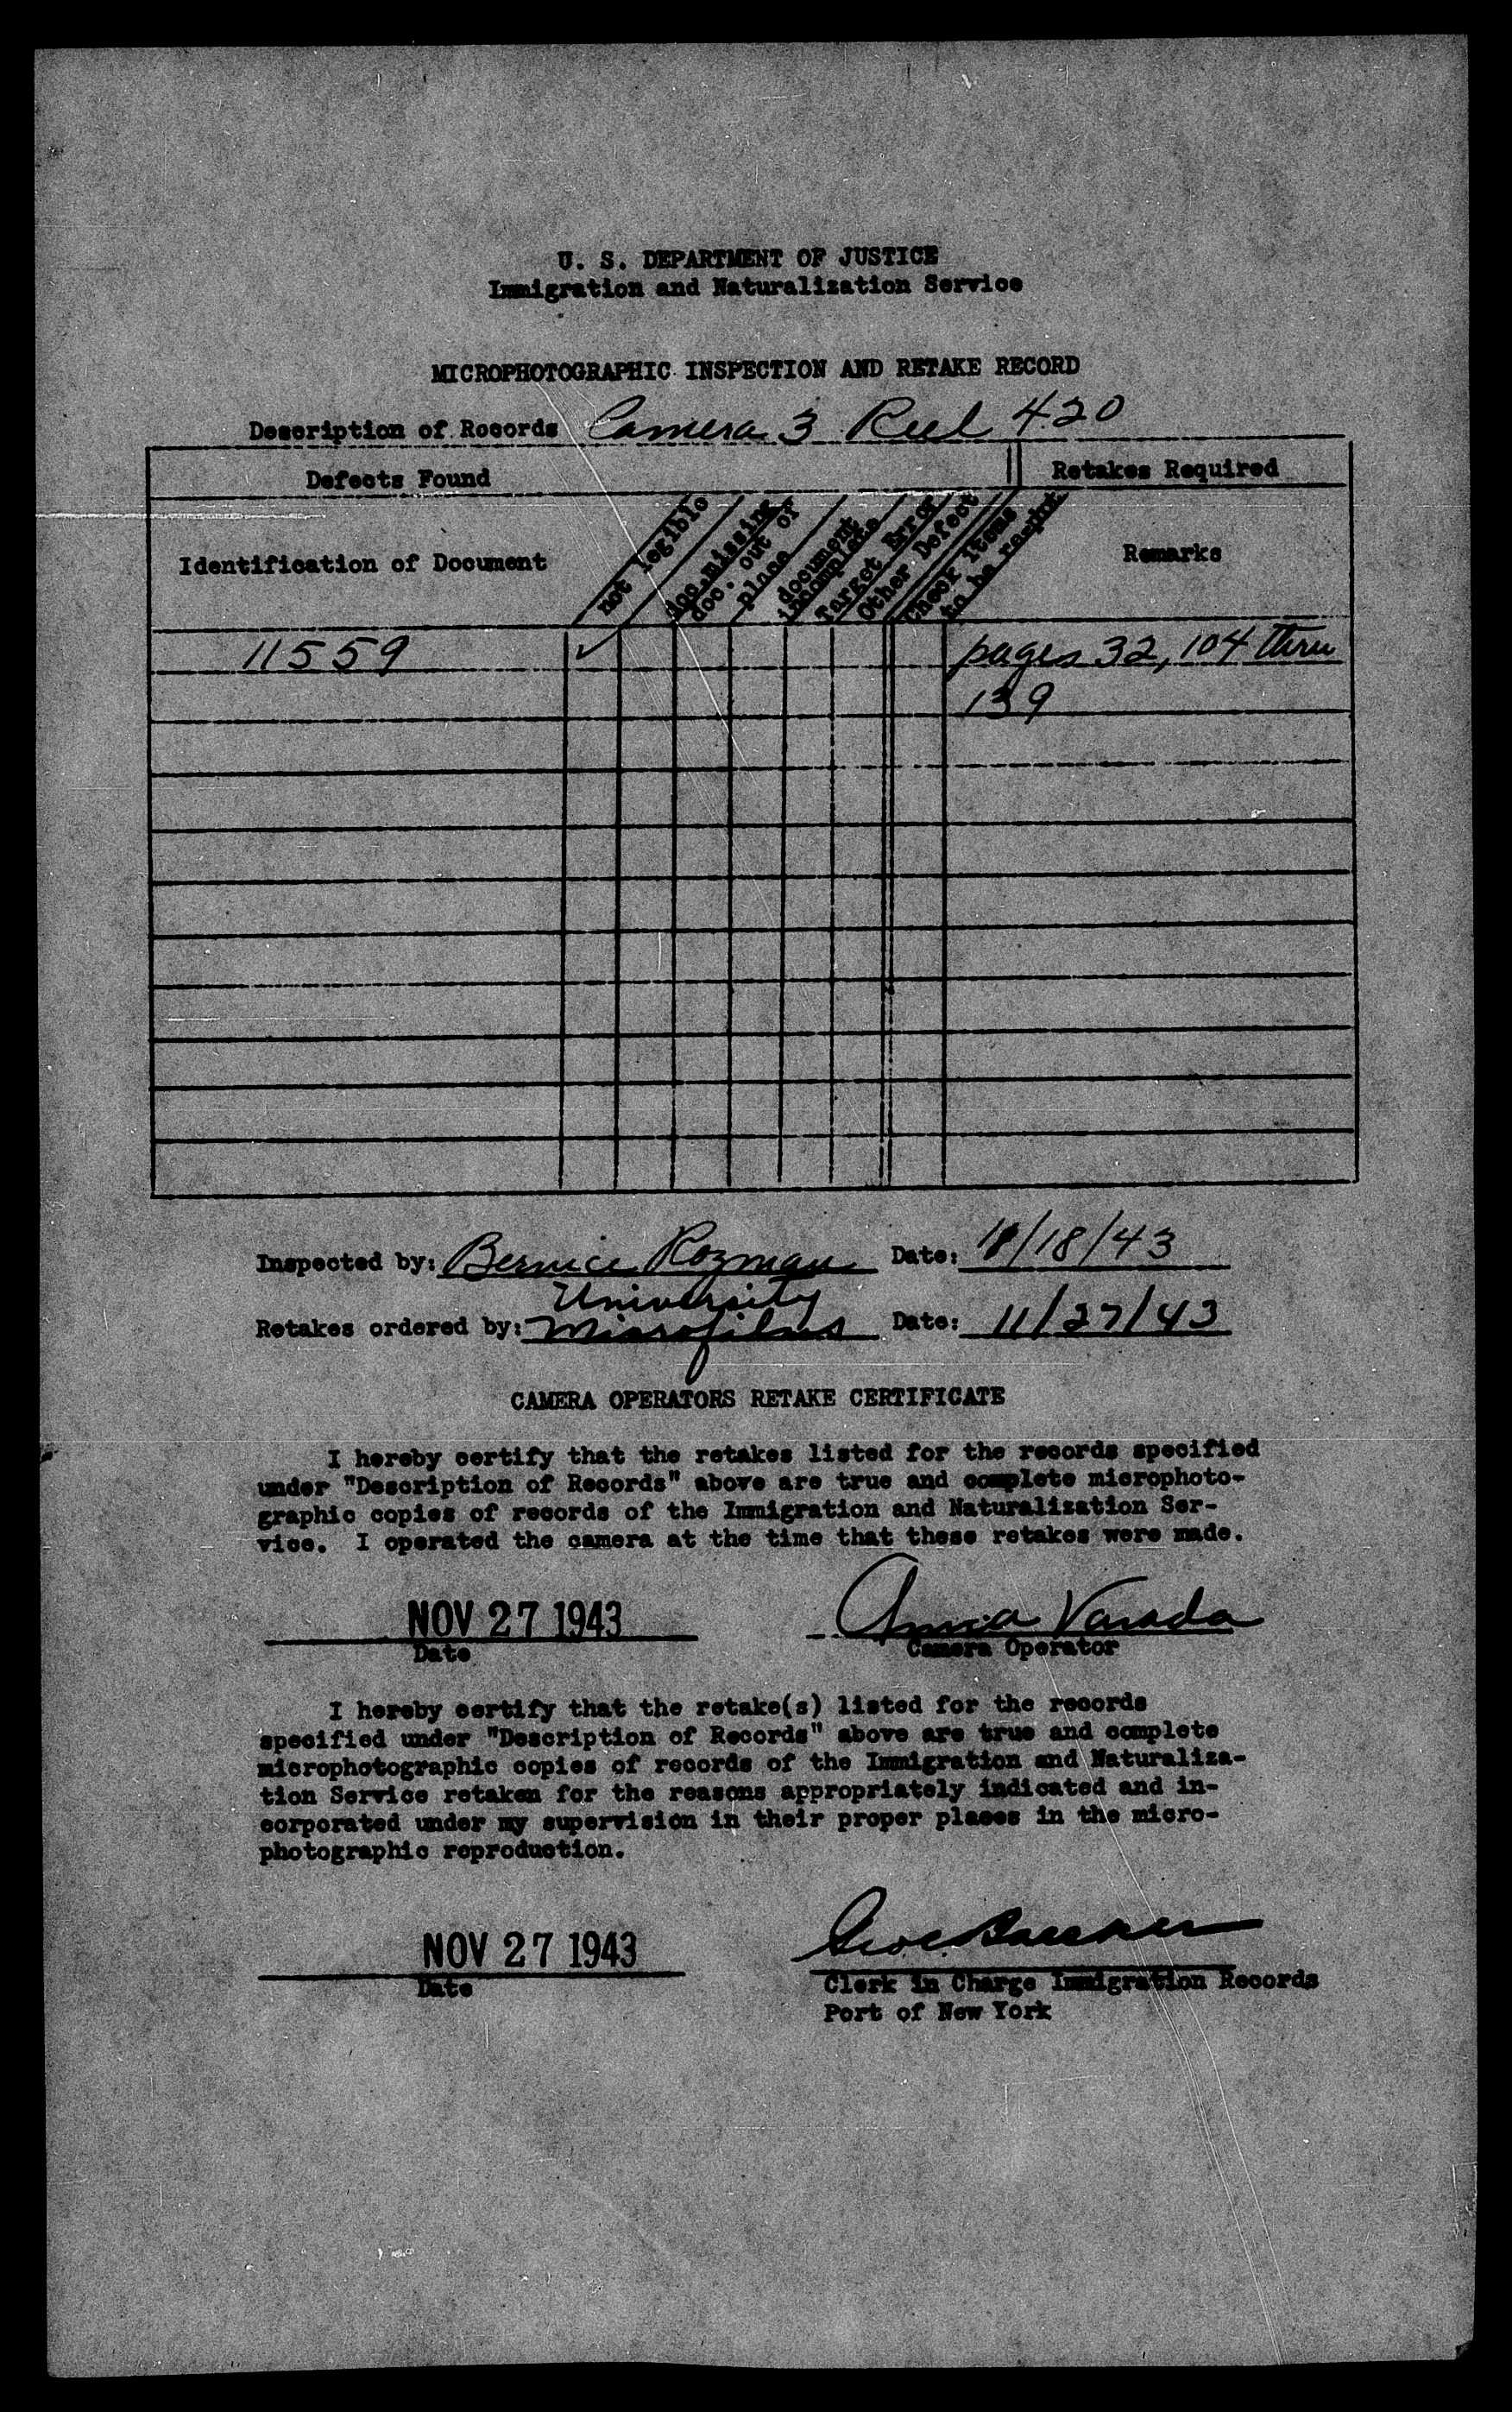 U. S. DEPARTMENT OF JUSTICE
Immigration and Naturalization Service
MICROPHOTOGRAPHIC INSPECTION AND RETAKE RECORD
Description of Records Camera 3 Reel 420
Defects Found
Retakes Required
Identification of Document
not legible
doc. missing
doc. out of
place
document
incomplete
Target Error
Other Defect
Check items
to be
Remarks
11559 ✓ pages 32, 104 thru
139
Inspected by: Bernice Rozman Date: /18/43
University
Retakes ordered by: Microfilms Date: 11/27/43
CAMERA OPERATORS RETAKE CERTIFICATE
I hereby certify that the retakes listed for the records specified
under "Description of Records" above are true and complete microphoto-
graphic copies of records of the Immigration and Naturalization Ser-
vice. I operated the camera at the time that these retakes were made.
NOV 27 1943
Date
Anna Varada
Camera Operator
I hereby certify that the retake(s) listed for the records
specified under "Description of Records" above are true and complete
microphotographic copies of records of the Immigration and Naturaliza-
tion Service retaken for the reasons appropriately indicated and in-
corporated under my supervision in their proper places in the micro-
photographic reproduction.
NOV 27 1943
Date
Clerk in Charge Immigration Records
Port of New York